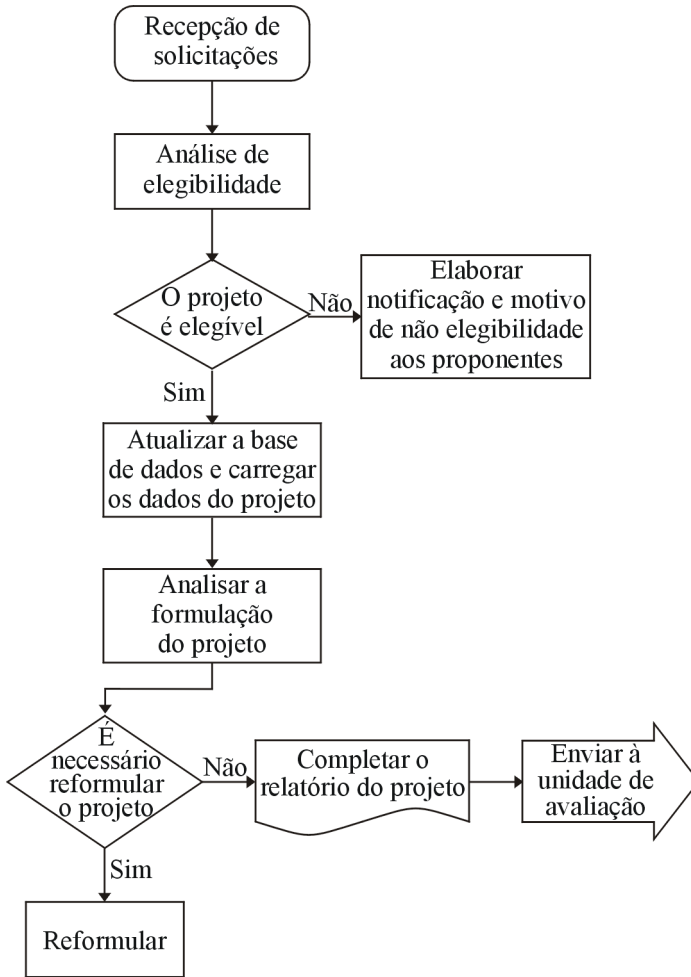 Recepção de
solicitações
Análise de
elegibilidade
O projeto
é elegível
Não
Elaborar
notificação e motivo
de não elegibilidade
aos proponentes
Sim
Atualizar a base
de dados e carregar
os dados do projeto
Analisar a
formulação
do projeto
É
necessário
reformular
o projeto
Não
Completar o
relatório do projeto
Enviar à
unidade de
avaliação
Sim
Reformular